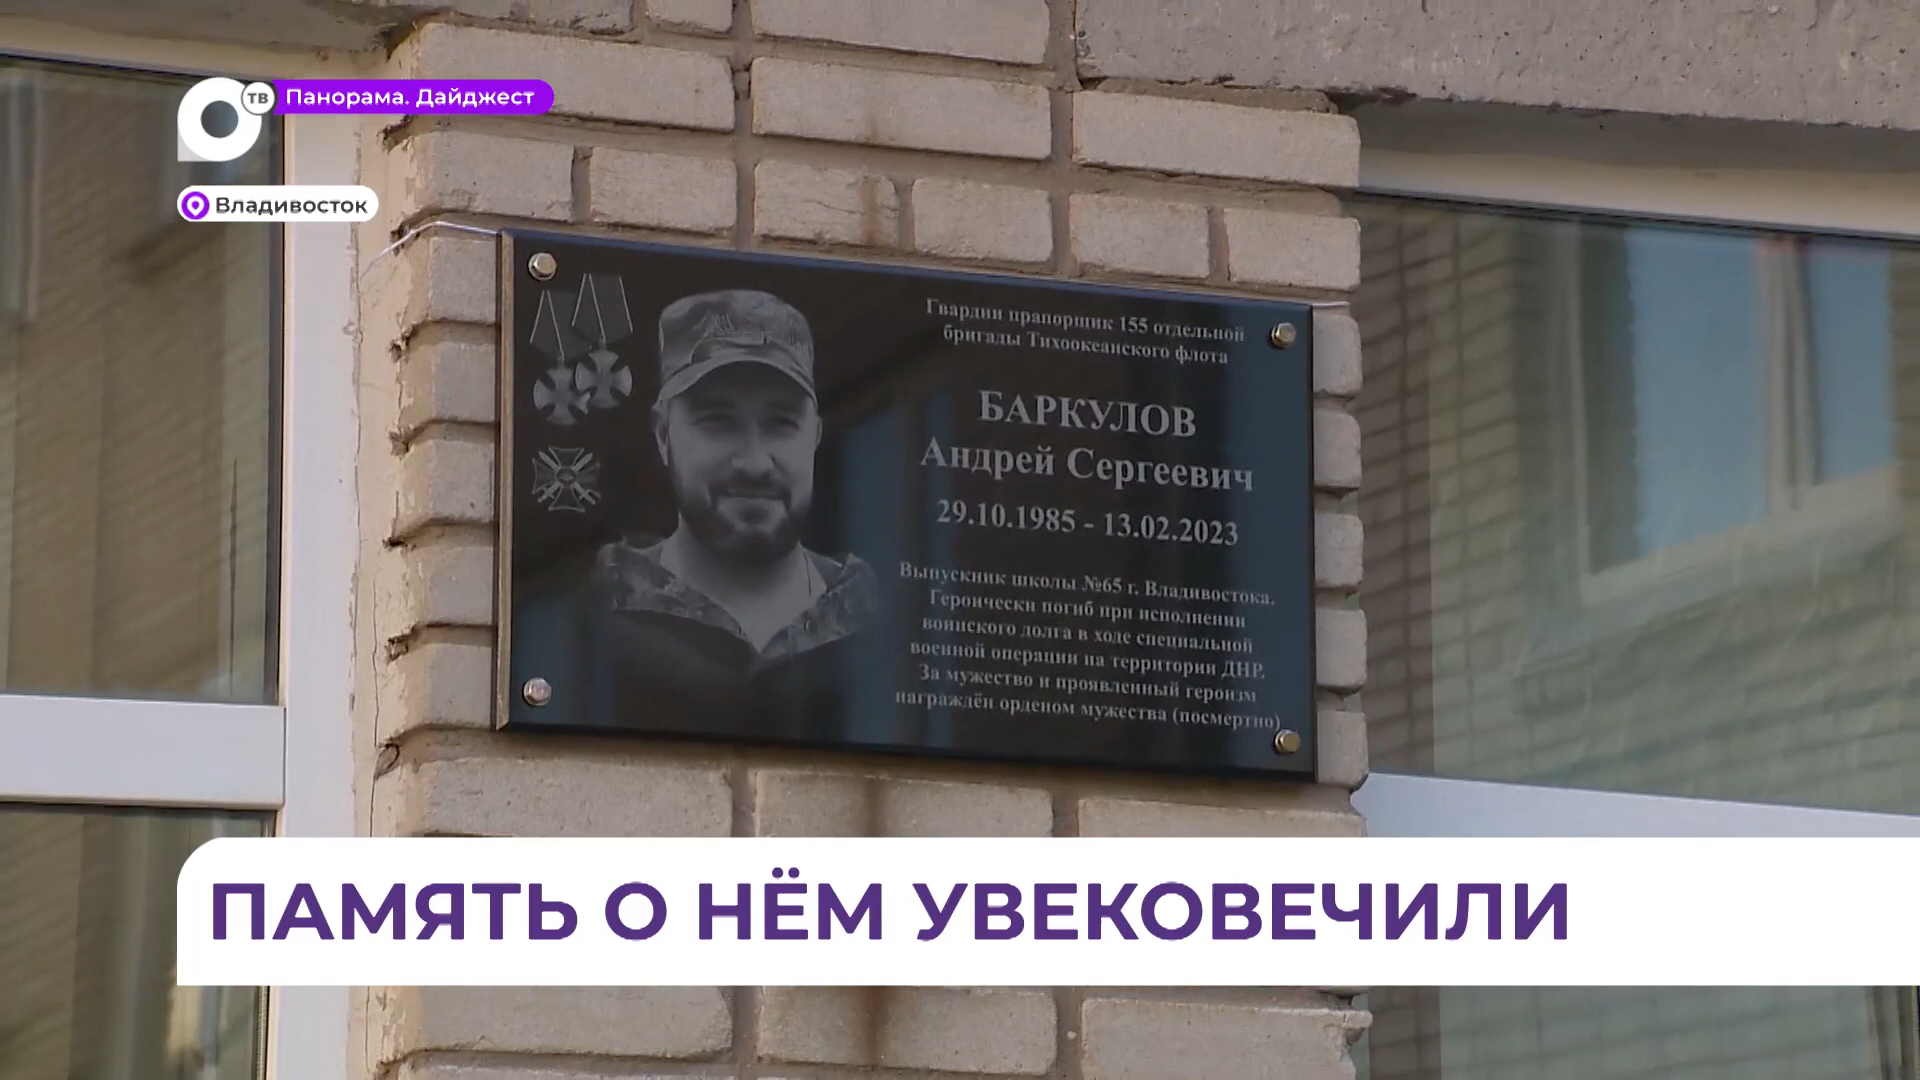 ТВ
Панорама. Дайджест
Владивосток
Гвардии прапорщик 155 отдельной
бригады Тихоокеанского флота
БАРКУЛОВ
Андрей Сергеевич
29.10.1985 - 13.02.2023
Выпускник школы №65 г. Владивостока.
Героически погиб при исполнении
воинского долга в ходе специальной
военной операции на территории ДНР.
За мужество и проявленный героизм
награждён орденом мужества (посмертно)
ПАМЯТЬ О НЁМ УВЕКОВЕЧИЛИ